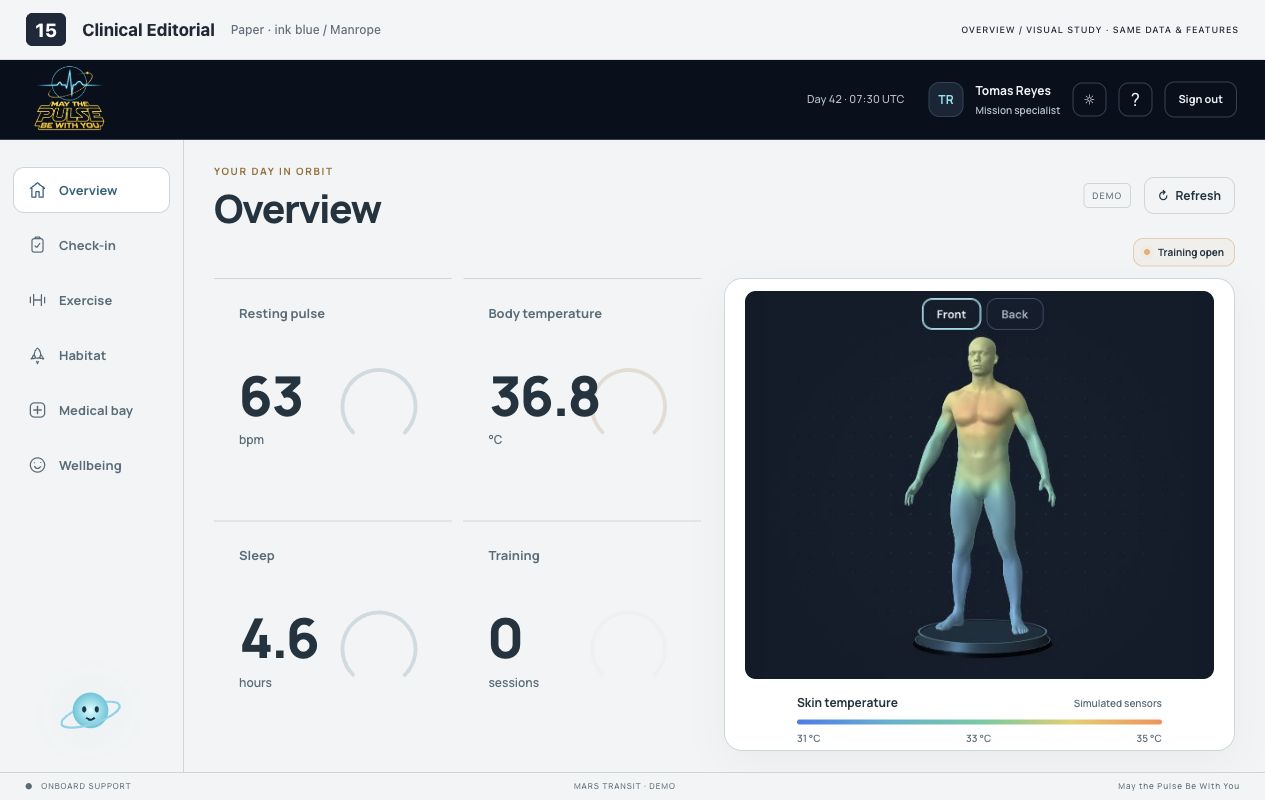 15 Clinical Editorial Paper · ink blue / Manrope OVERVIEW / VISUAL STUDY · SAME DATA & FEATURES
MAY THE
PULSE
BE WITH YOU
Day 42 · 07:30 UTC
TR
Tomas Reyes
Mission specialist
?
Sign out
Overview
Check-in
Exercise
Habitat
Medical bay
Wellbeing
YOUR DAY IN ORBIT
Overview
DEMO
Refresh
Training open
Resting pulse
63
bpm
Body temperature
36.8
°C
Sleep
4.6
hours
Training
0
sessions
Front
Back
Skin temperature
Simulated sensors
31 °C 33 °C 35 °C
ONBOARD SUPPORT
MARS TRANSIT · DEMO
May the Pulse Be With You